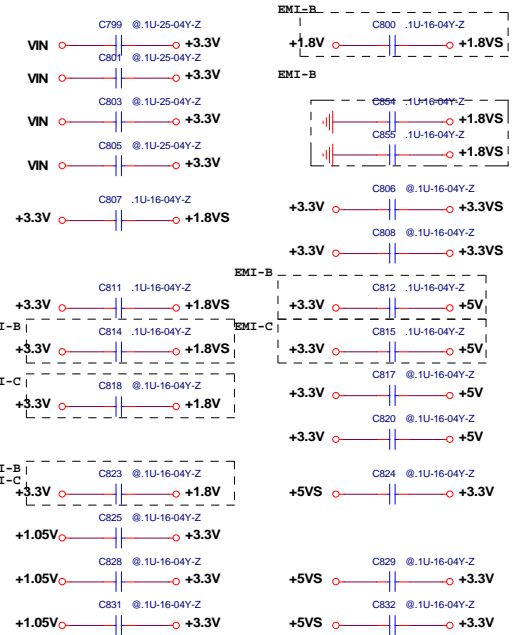 C799 @.1U-25-04Y-Z
VIN +3.3V
C801 @.1U-25-04Y-Z
VIN +3.3V
C803 @.1U-25-04Y-Z
VIN +3.3V
C805 @.1U-25-04Y-Z
VIN +3.3V
C807 .1U-16-04Y-Z
+3.3V +1.8VS
C811 .1U-16-04Y-Z
+3.3V +1.8VS
I-B
C814 .1U-16-04Y-Z
+3.3V +1.8VS
I-C
C818 @.1U-16-04Y-Z
+3.3V +1.8V
I-B
I-C
C823 @.1U-16-04Y-Z
+3.3V +1.8V
C825 @.1U-16-04Y-Z
+1.05V +3.3V
C828 @.1U-16-04Y-Z
+1.05V +3.3V
C831 @.1U-16-04Y-Z
+1.05V +3.3V
EMI-B
C800 .1U-16-04Y-Z
+1.8V +1.8VS
EMI-B
C854 .1U-16-04Y-Z
+1.8VS
C855 .1U-16-04Y-Z
+1.8VS
C806 @.1U-16-04Y-Z
+3.3V +3.3VS
C808 @.1U-16-04Y-Z
+3.3V +3.3VS
EMI-B
C812 .1U-16-04Y-Z
+3.3V +5V
EMI-C
C815 .1U-16-04Y-Z
+3.3V +5V
C817 @.1U-16-04Y-Z
+3.3V +5V
C820 @.1U-16-04Y-Z
+3.3V +5V
C824 @.1U-16-04Y-Z
+5VS +3.3V
C829 @.1U-16-04Y-Z
+5VS +3.3V
C832 @.1U-16-04Y-Z
+5VS +3.3V